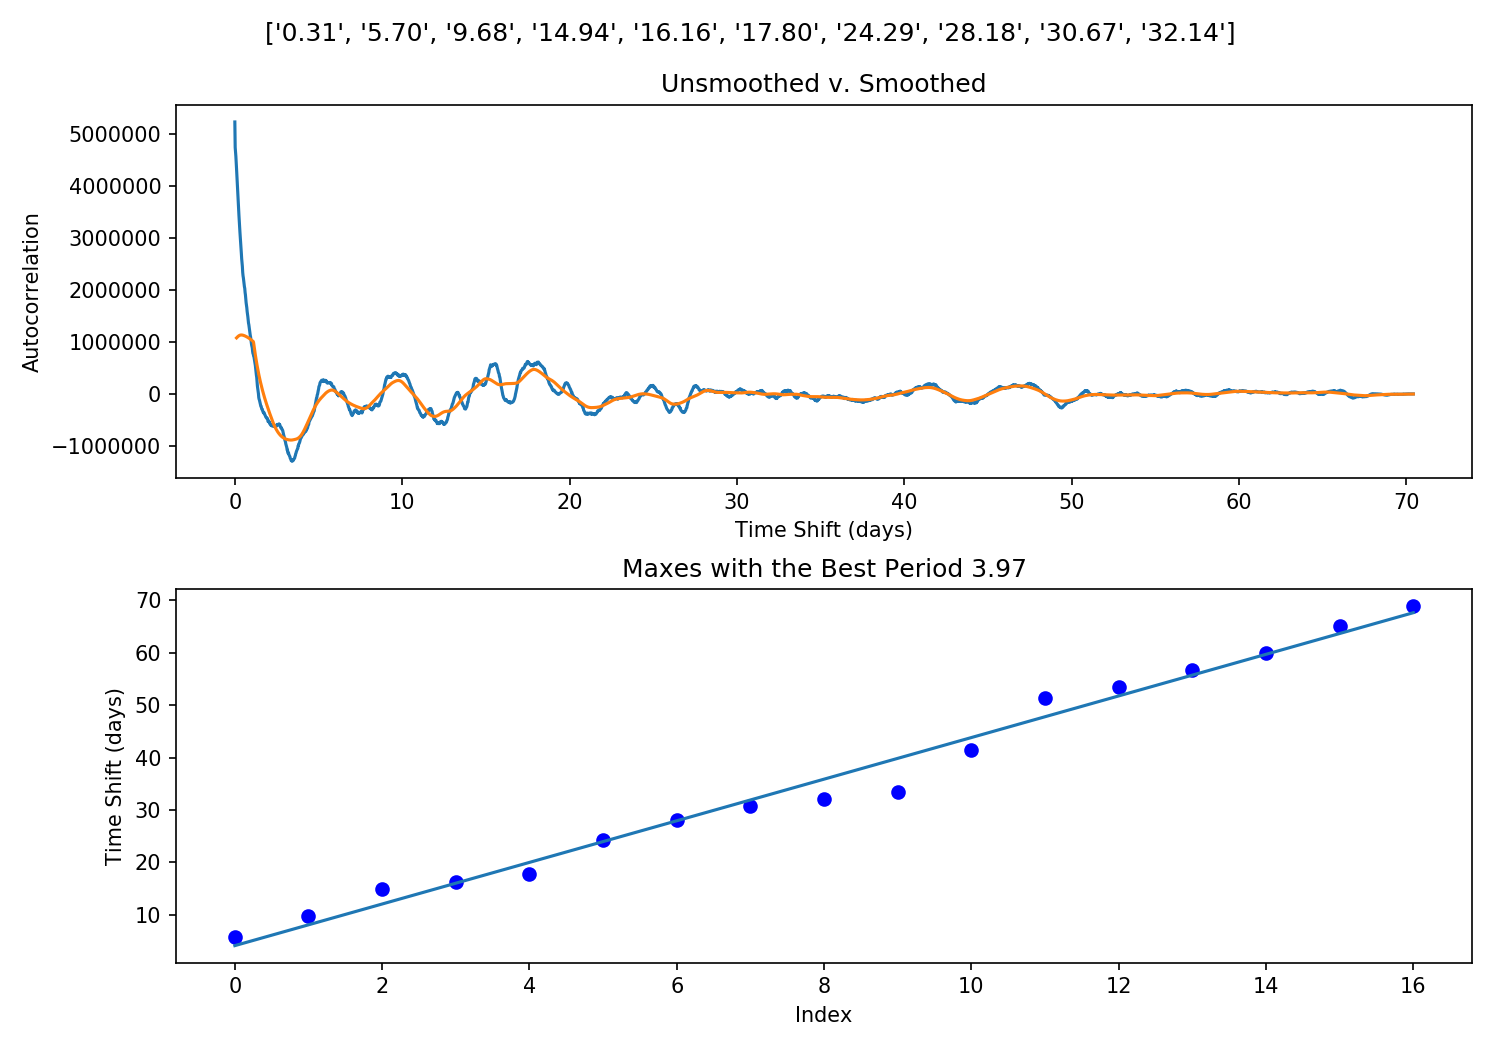 ['0.31', '5.70', '9.68', '14.94', '16.16', '17.80', '24.29', '28.18', '30.67', '32.14']
Unsmoothed v. Smoothed
5000000
4000000
3000000
2000000
1000000
0
−1000000
Autocorrelation
0 10 20 30 40 50 60 70
Time Shift (days)
Maxes with the Best Period 3.97
70
60
50
40
30
20
10
Time Shift (days)
0 2 4 6 8 10 12 14 16
Index